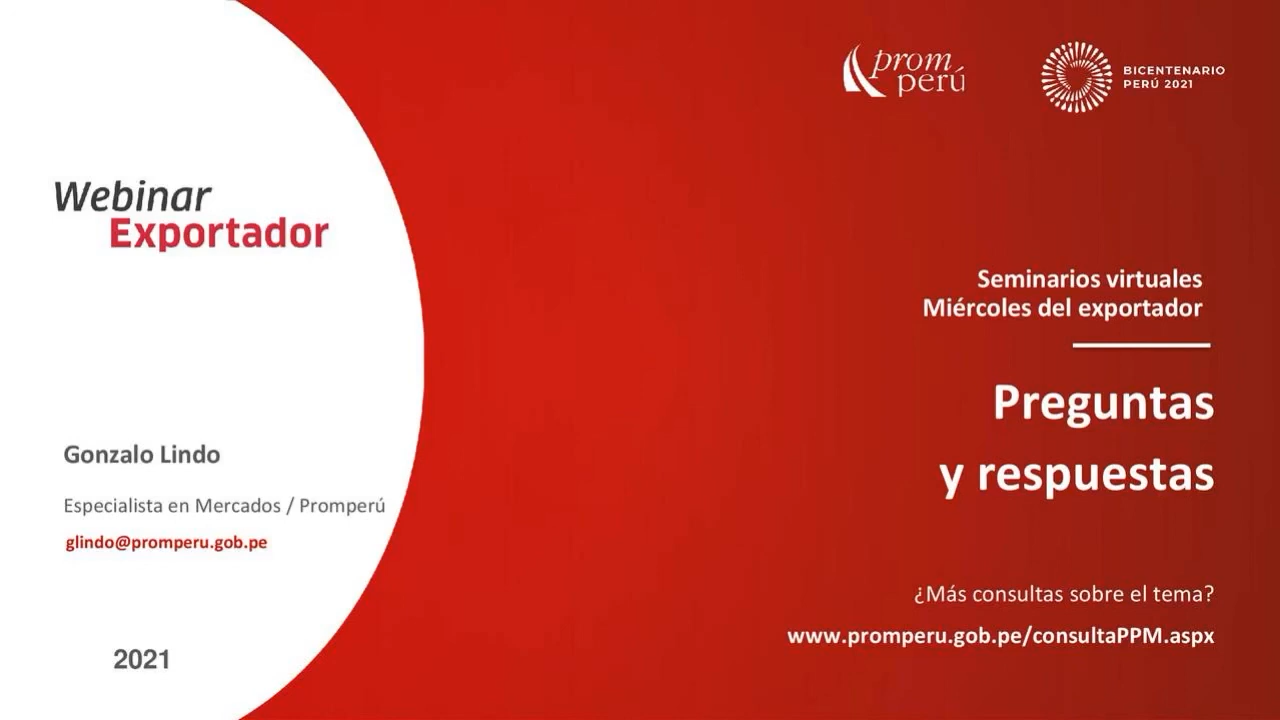 Webinar
Exportador
Gonzalo Lindo
Especialista en Mercados / Promperú
glindo@promperu.gob.pe
2021
prom
perú
BICENTENARIO
PERÚ 2021
Seminarios virtuales
Miércoles del exportador
Preguntas
y respuestas
¿Más consultas sobre el tema?
www.promperu.gob.pe/consultaPPM.aspx